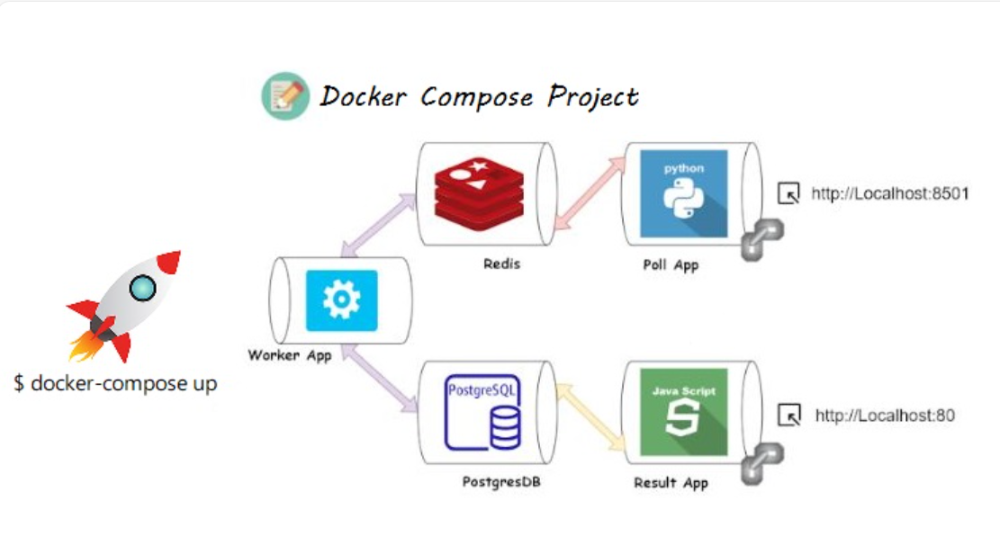 Docker Compose Project
python
http://Localhost:8501
Redis
Poll App
Worker App
$ docker-compose up
PostgreSQL
Java Script
http://Localhost:80
PostgresDB
Result App